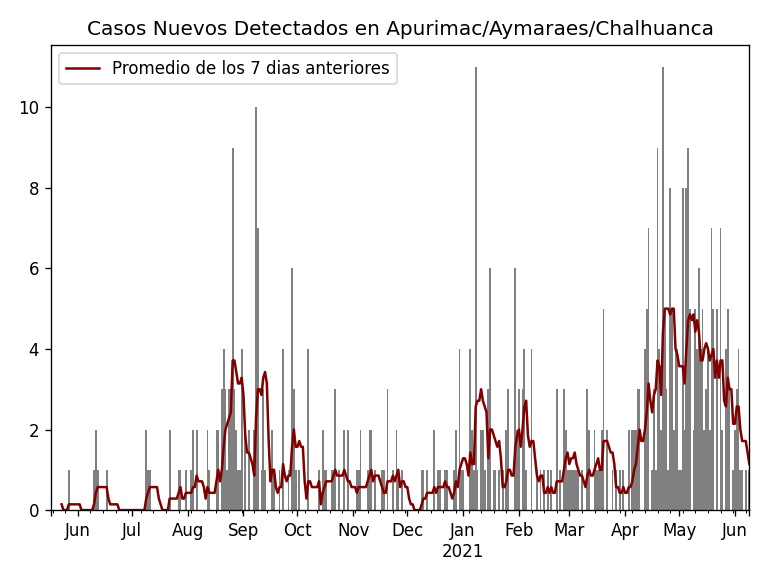 Casos Nuevos Detectados en Apurimac/Aymaraes/Chalhuanca
Promedio de los 7 dias anteriores
10
8
6
4
2
0
Jun Jul Aug Sep Oct Nov Dec Jan Feb Mar Apr May Jun
2021